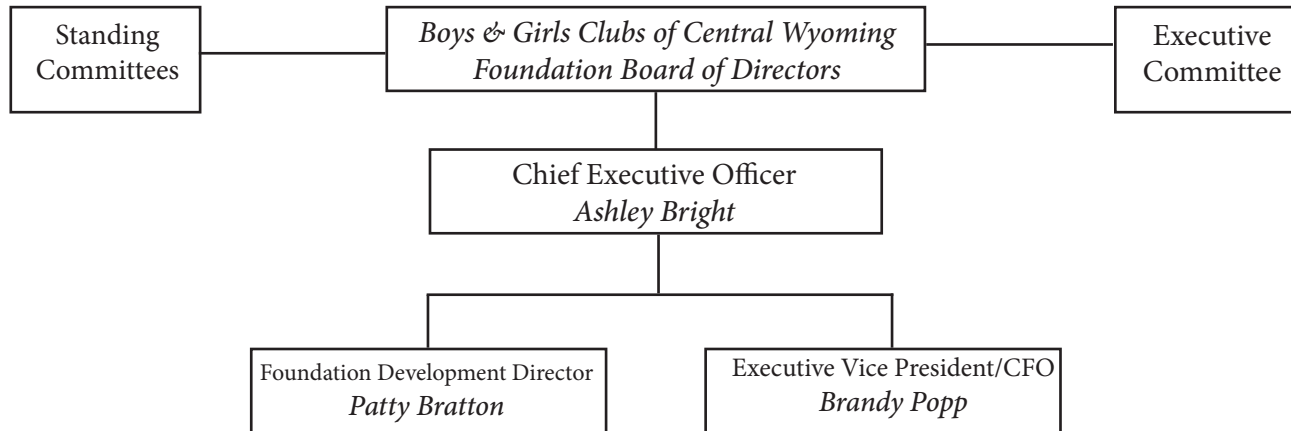 Standing
Committees
Boys & Girls Clubs of Central Wyoming
Foundation Board of Directors
Executive
Committee
Chief Executive Officer
Ashley Bright
Foundation Development Director
Patty Bratton
Executive Vice President/CFO
Brandy Popp